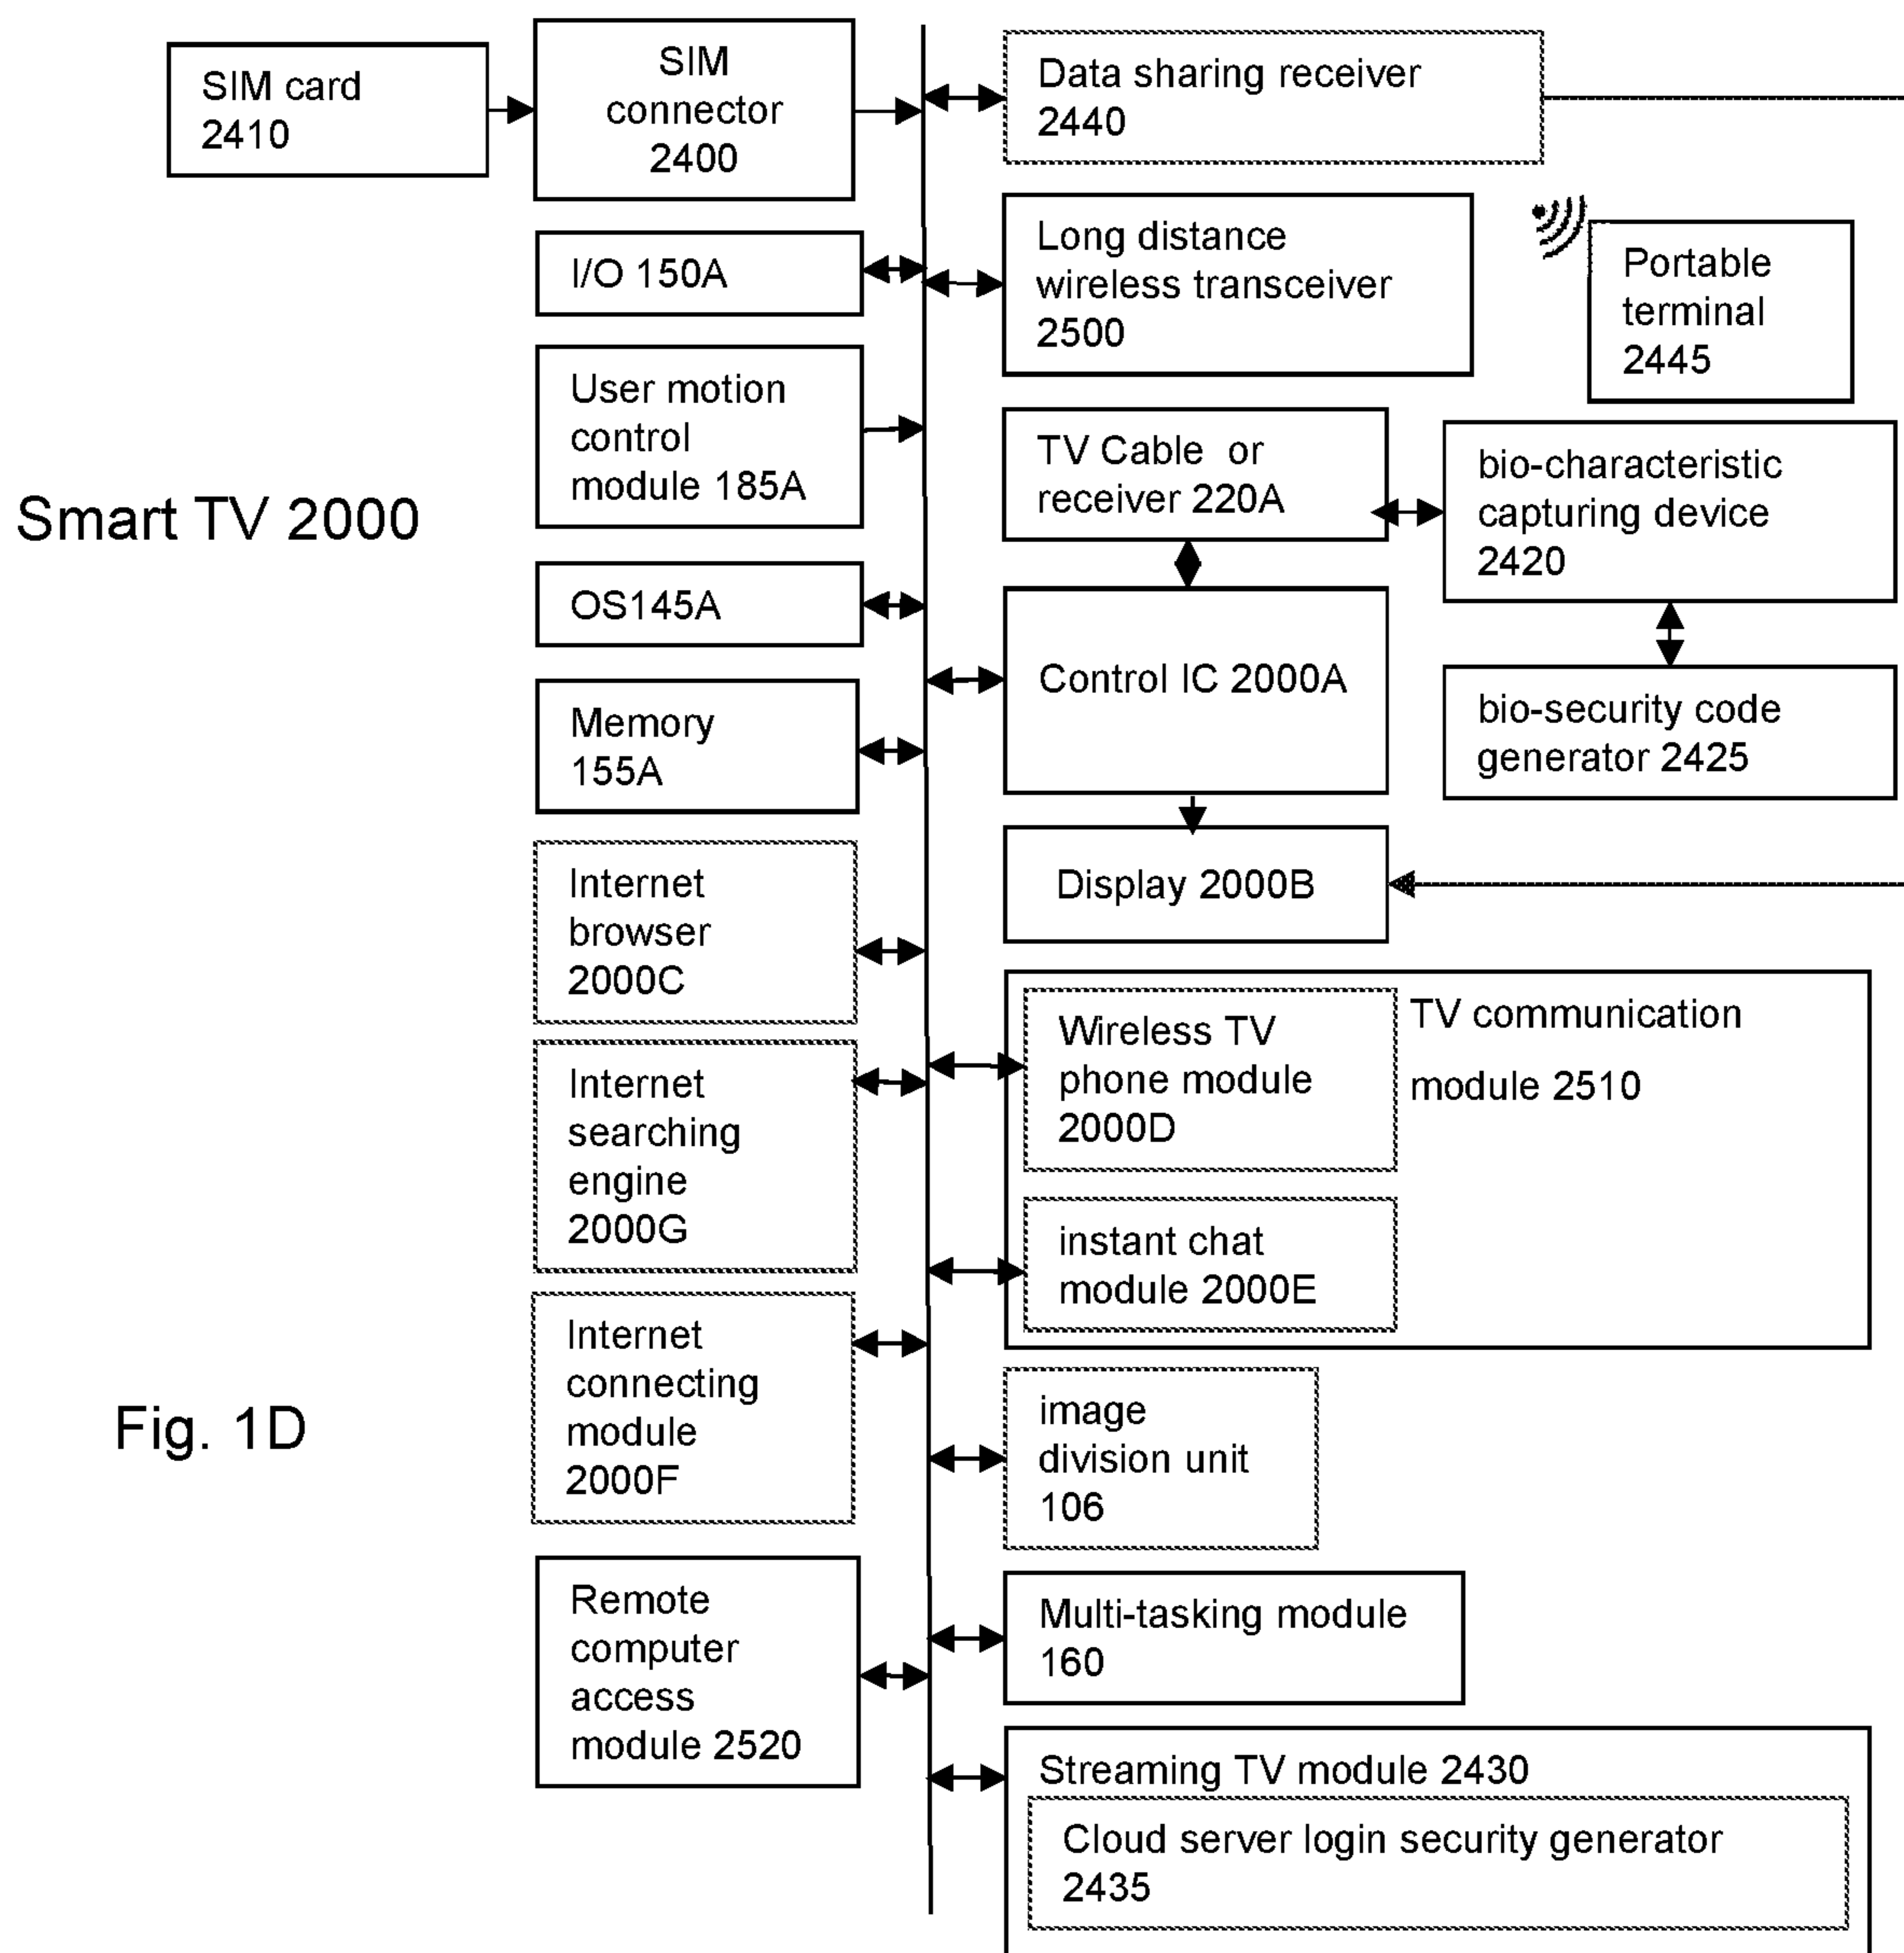 SIM card
2410
SIM
connector
2400
Data sharing receiver
2440
I/O 150A
Long distance
wireless transceiver
2500
Portable
terminal
2445
User motion
control
module 185A
TV Cable or
receiver 220A
bio-characteristic
capturing device
2420
Smart TV 2000
OS145A
Control IC 2000A
bio-security code
generator 2425
Memory
155A
Display 2000B
Internet
browser
2000C
Wireless TV
phone module
2000D
TV communication
module 2510
Internet
searching
engine
2000G
instant chat
module 2000E
Internet
connecting
module
2000F
Fig. 1D
image
division unit
106
Remote
computer
access
module 2520
Multi-tasking module
160
Streaming TV module 2430
Cloud server login security generator
2435